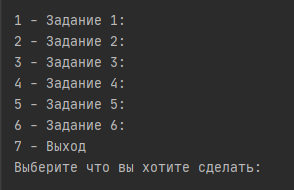 1 - Задание 1:
2 - Задание 2:
3 - Задание 3:
4 - Задание 4:
5 - Задание 5:
6 - Задание 6:
7 - Выход
Выберите что вы хотите сделать: